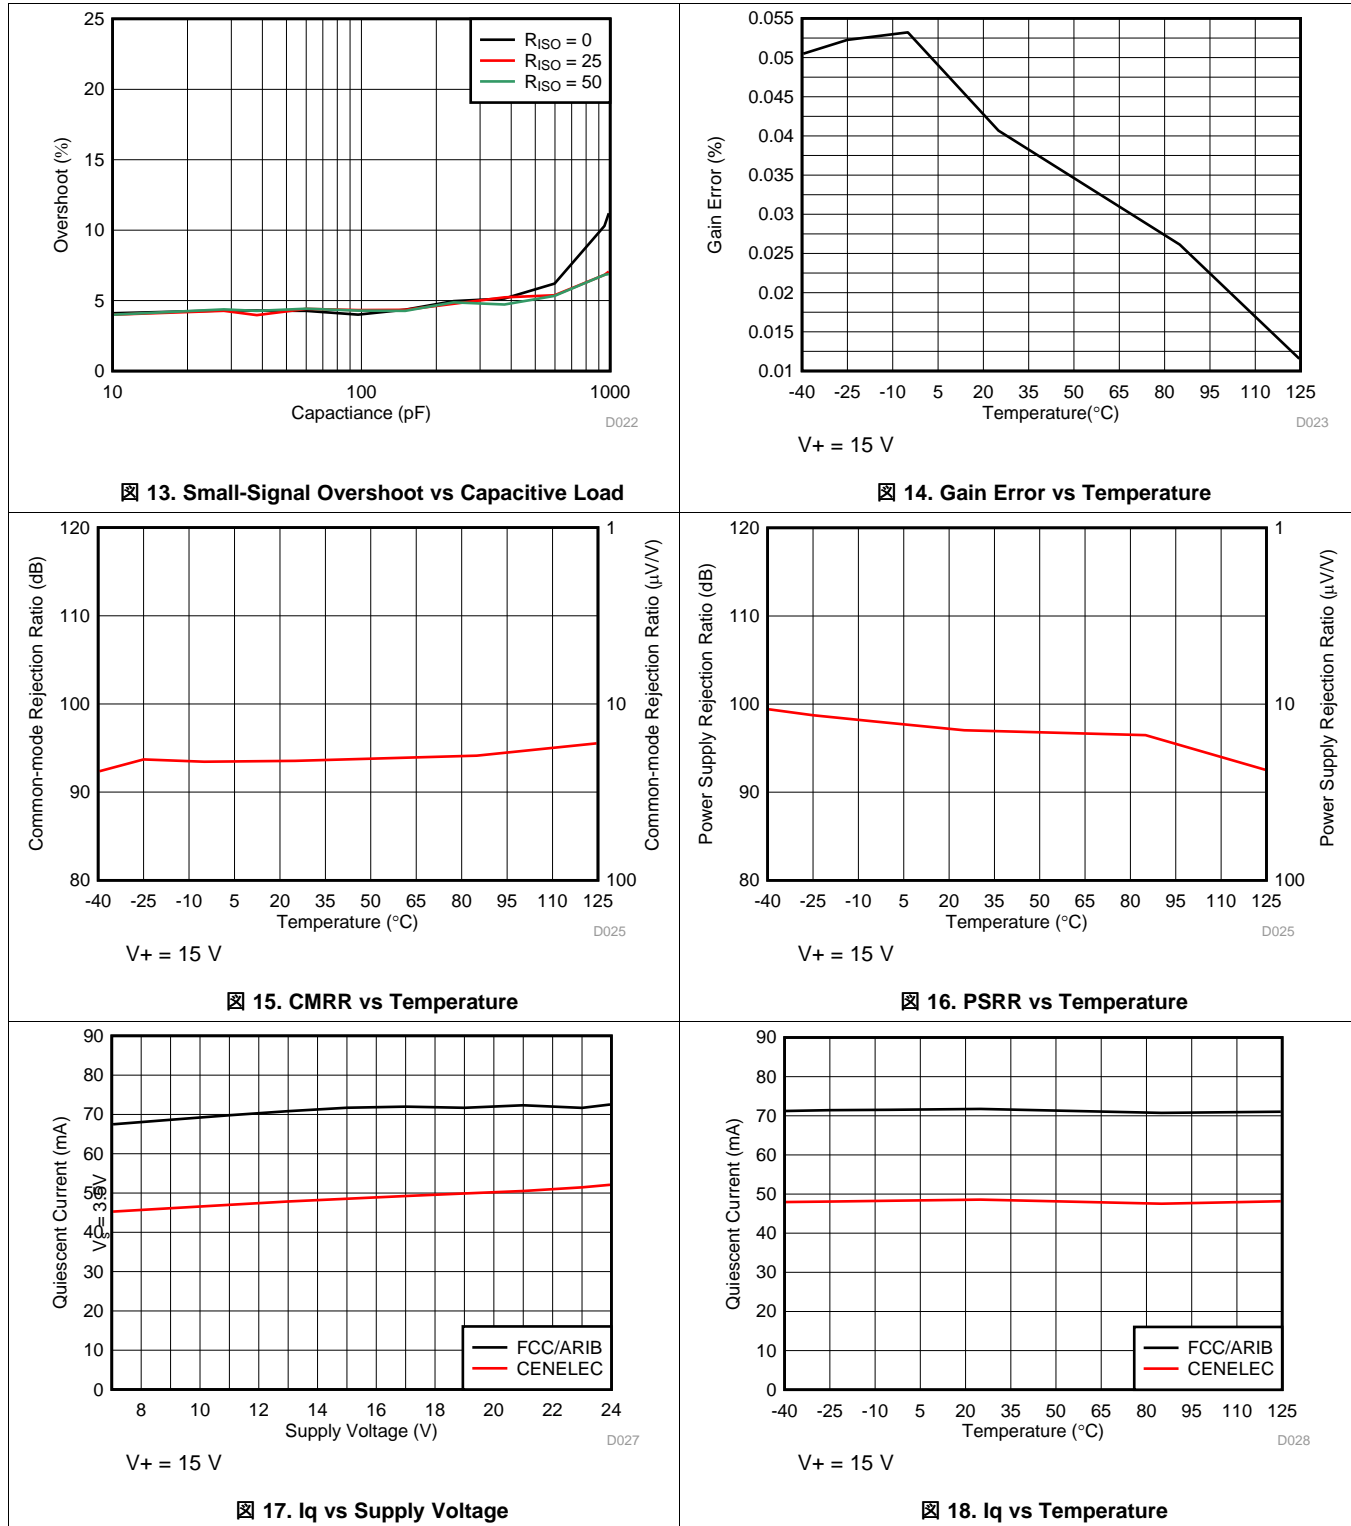 25
20
15
10
5
0
Overshoot (%)
R_ISO = 0
R_ISO = 25
R_ISO = 50
10 100 1000
Capactiance (pF)
D022
図 13. Small-Signal Overshoot vs Capacitive Load
0.055
0.05
0.045
0.04
0.035
0.03
0.025
0.02
0.015
0.01
Gain Error (%)
-40 -25 -10 5 20 35 50 65 80 95 110 125
Temperature(°C)
D023
V+ = 15 V
図 14. Gain Error vs Temperature
120
110
100
90
80
Common-mode Rejection Ratio (dB)
1
10
100
Common-mode Rejection Ratio (µV/V)
-40 -25 -10 5 20 35 50 65 80 95 110 125
Temperature (°C)
D025
V+ = 15 V
図 15. CMRR vs Temperature
120
110
100
90
80
Power Supply Rejection Ratio (dB)
1
10
100
Power Supply Rejection Ratio (µV/V)
-40 -25 -10 5 20 35 50 65 80 95 110 125
Temperature (°C)
D025
V+ = 15 V
図 16. PSRR vs Temperature
90
80
70
60
50
40
30
20
10
0
Quiescent Current (mA)
FCC/ARIB
CENELEC
8 10 12 14 16 18 20 22 24
Supply Voltage (V)
D027
V+ = 15 V
図 17. Iq vs Supply Voltage
90
80
70
60
50
40
30
20
10
0
Quiescent Current (mA)
FCC/ARIB
CENELEC
-40 -25 -10 5 20 35 50 65 80 95 110 125
Temperature (°C)
D028
V+ = 15 V
図 18. Iq vs Temperature